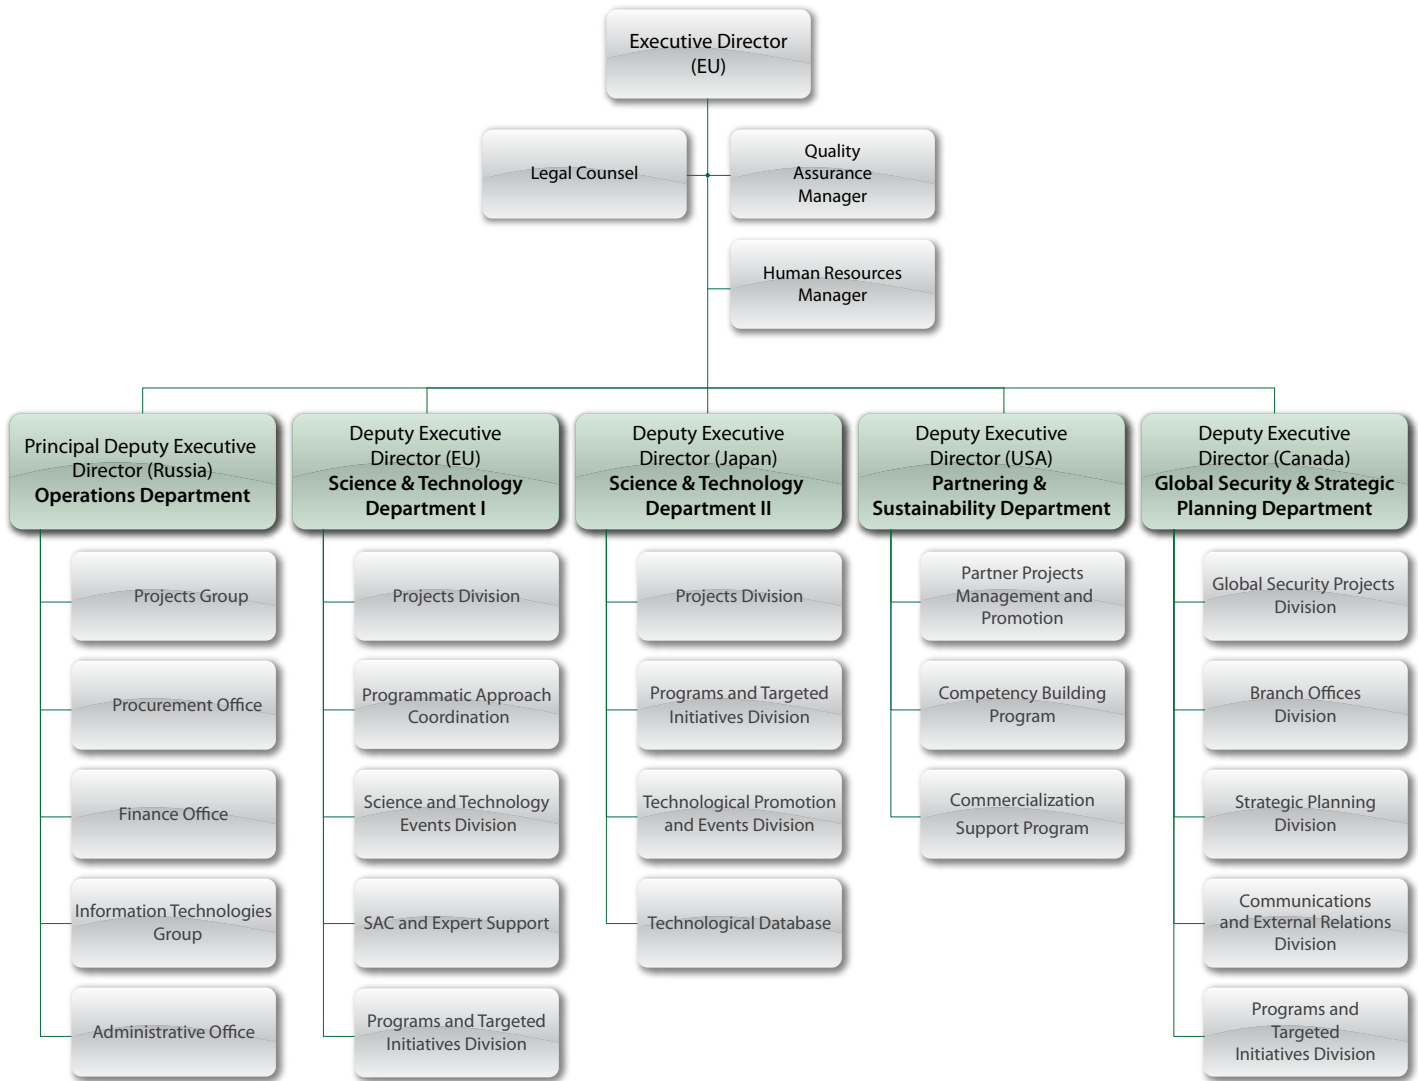 Executive Director
(EU)
Legal Counsel
Quality
Assurance
Manager
Human Resources
Manager
Principal Deputy Executive
Director (Russia)
Operations Department
Projects Group
Procurement Office
Finance Office
Information Technologies
Group
Administrative Office
Deputy Executive
Director (EU)
Science & Technology
Department I
Projects Division
Programmatic Approach
Coordination
Science and Technology
Events Division
SAC and Expert Support
Programs and Targeted
Initiatives Division
Deputy Executive
Director (Japan)
Science & Technology
Department II
Projects Division
Programs and Targeted
Initiatives Division
Technological Promotion
and Events Division
Technological Database
Deputy Executive
Director (USA)
Partnering &
Sustainability Department
Partner Projects
Management and
Promotion
Competency Building
Program
Commercialization
Support Program
Deputy Executive
Director (Canada)
Global Security & Strategic
Planning Department
Global Security Projects
Division
Branch Offices
Division
Strategic Planning
Division
Communications
and External Relations
Division
Programs and
Targeted
Initiatives Division